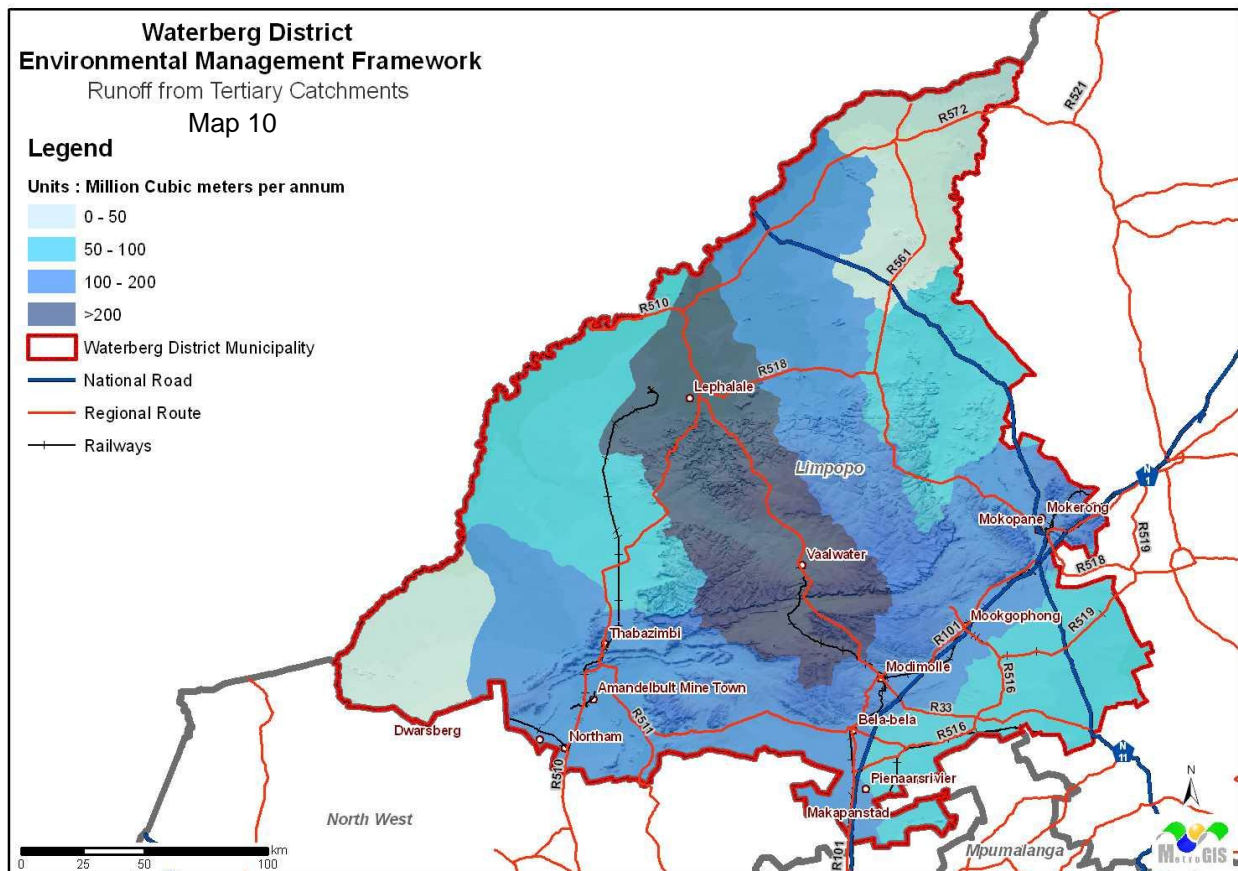 Waterberg District
Environmental Management Framework
Runoff from Tertiary Catchments
Map 10
Legend
Units : Million Cubic meters per annum
0 - 50
50 - 100
100 - 200
>200
Waterberg District Municipality
National Road
Regional Route
Railways
R521
R572
R561
R510
R518
Lephalale
Limpopo
N
1
Mokerong
Mokopane
R519
R518
Vaalwater
Mookgophong
R519
R101
Thabazimbi
Modimolle
R516
Amandelbult Mine Town
R33
Bela-bela
R516
Dwarsberg
R511
Northam
N
11
R510
Pienaarsrivier
N
Makapanstad
North West
Mpumalanga
R101
MetroGIS
0 25 50 100
km